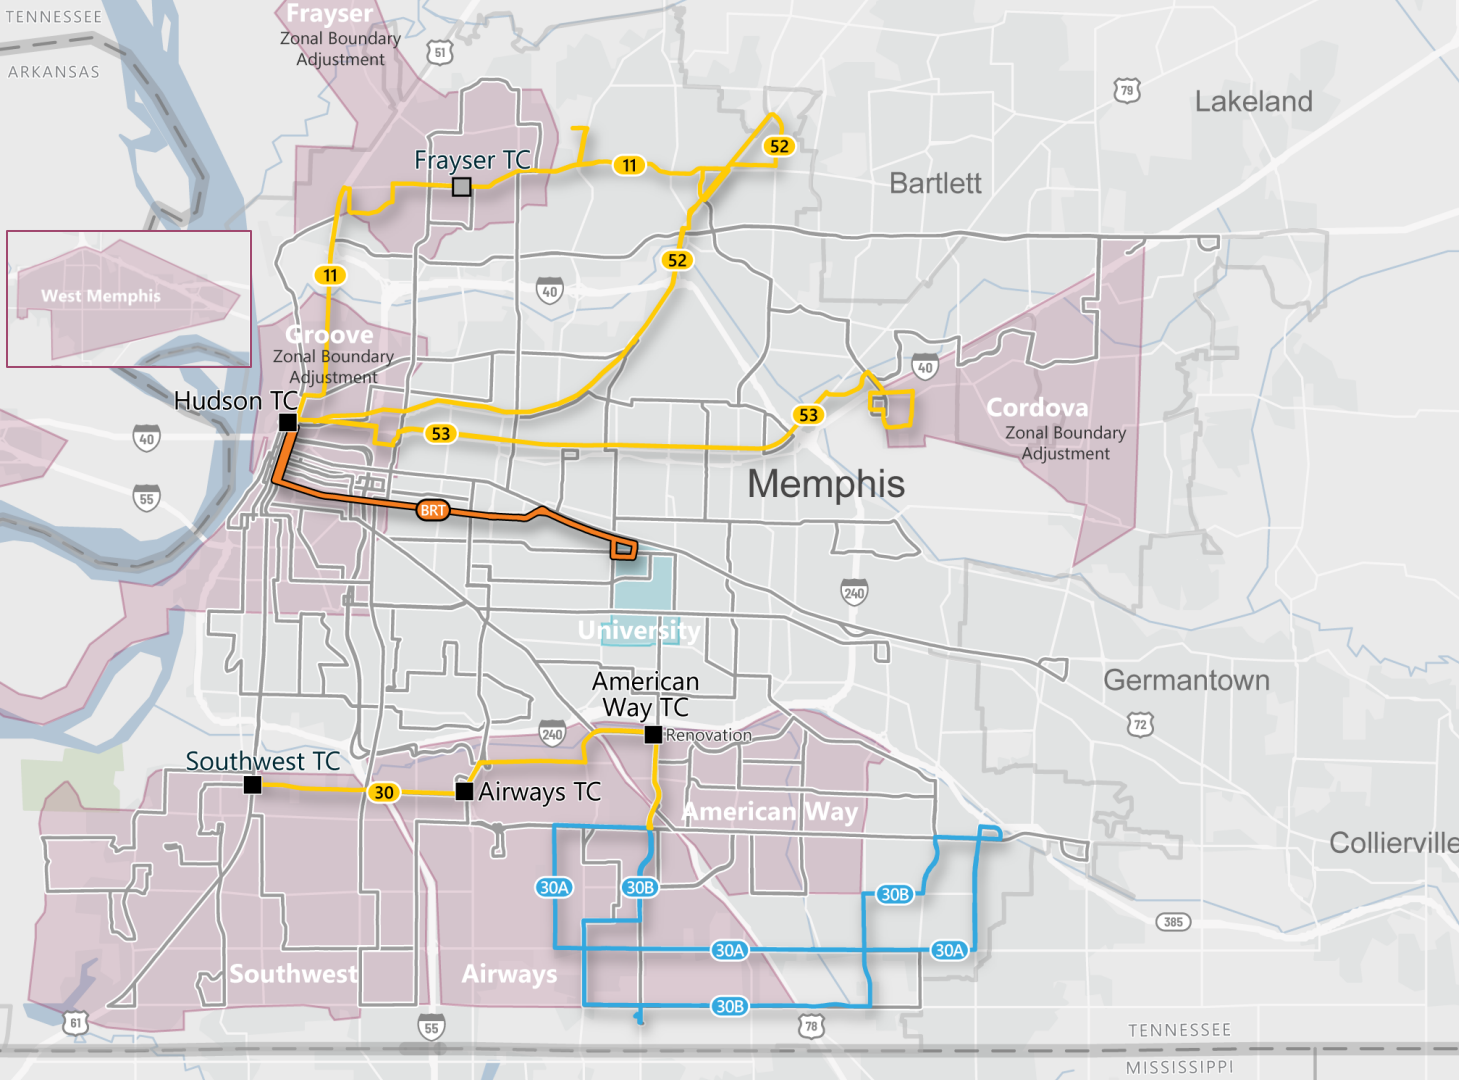 TENNESSEE
ARKANSAS
Frayser
Zonal Boundary
Adjustment
51
79
Lakeland
Frayser TC
11
52
Bartlett
West Memphis
11
52
40
Groove
Zonal Boundary
Adjustment
40
Hudson TC
53
53
Cordova
Zonal Boundary
Adjustment
40
55
Memphis
BRT
240
University
American
Way TC
Renovation
Germantown
72
240
Southwest TC
30
Airways TC
American Way
Collierville
30A
30B
30B
385
30A
30A
Southwest
Airways
30B
61
55
78
TENNESSEE
MISSISSIPPI